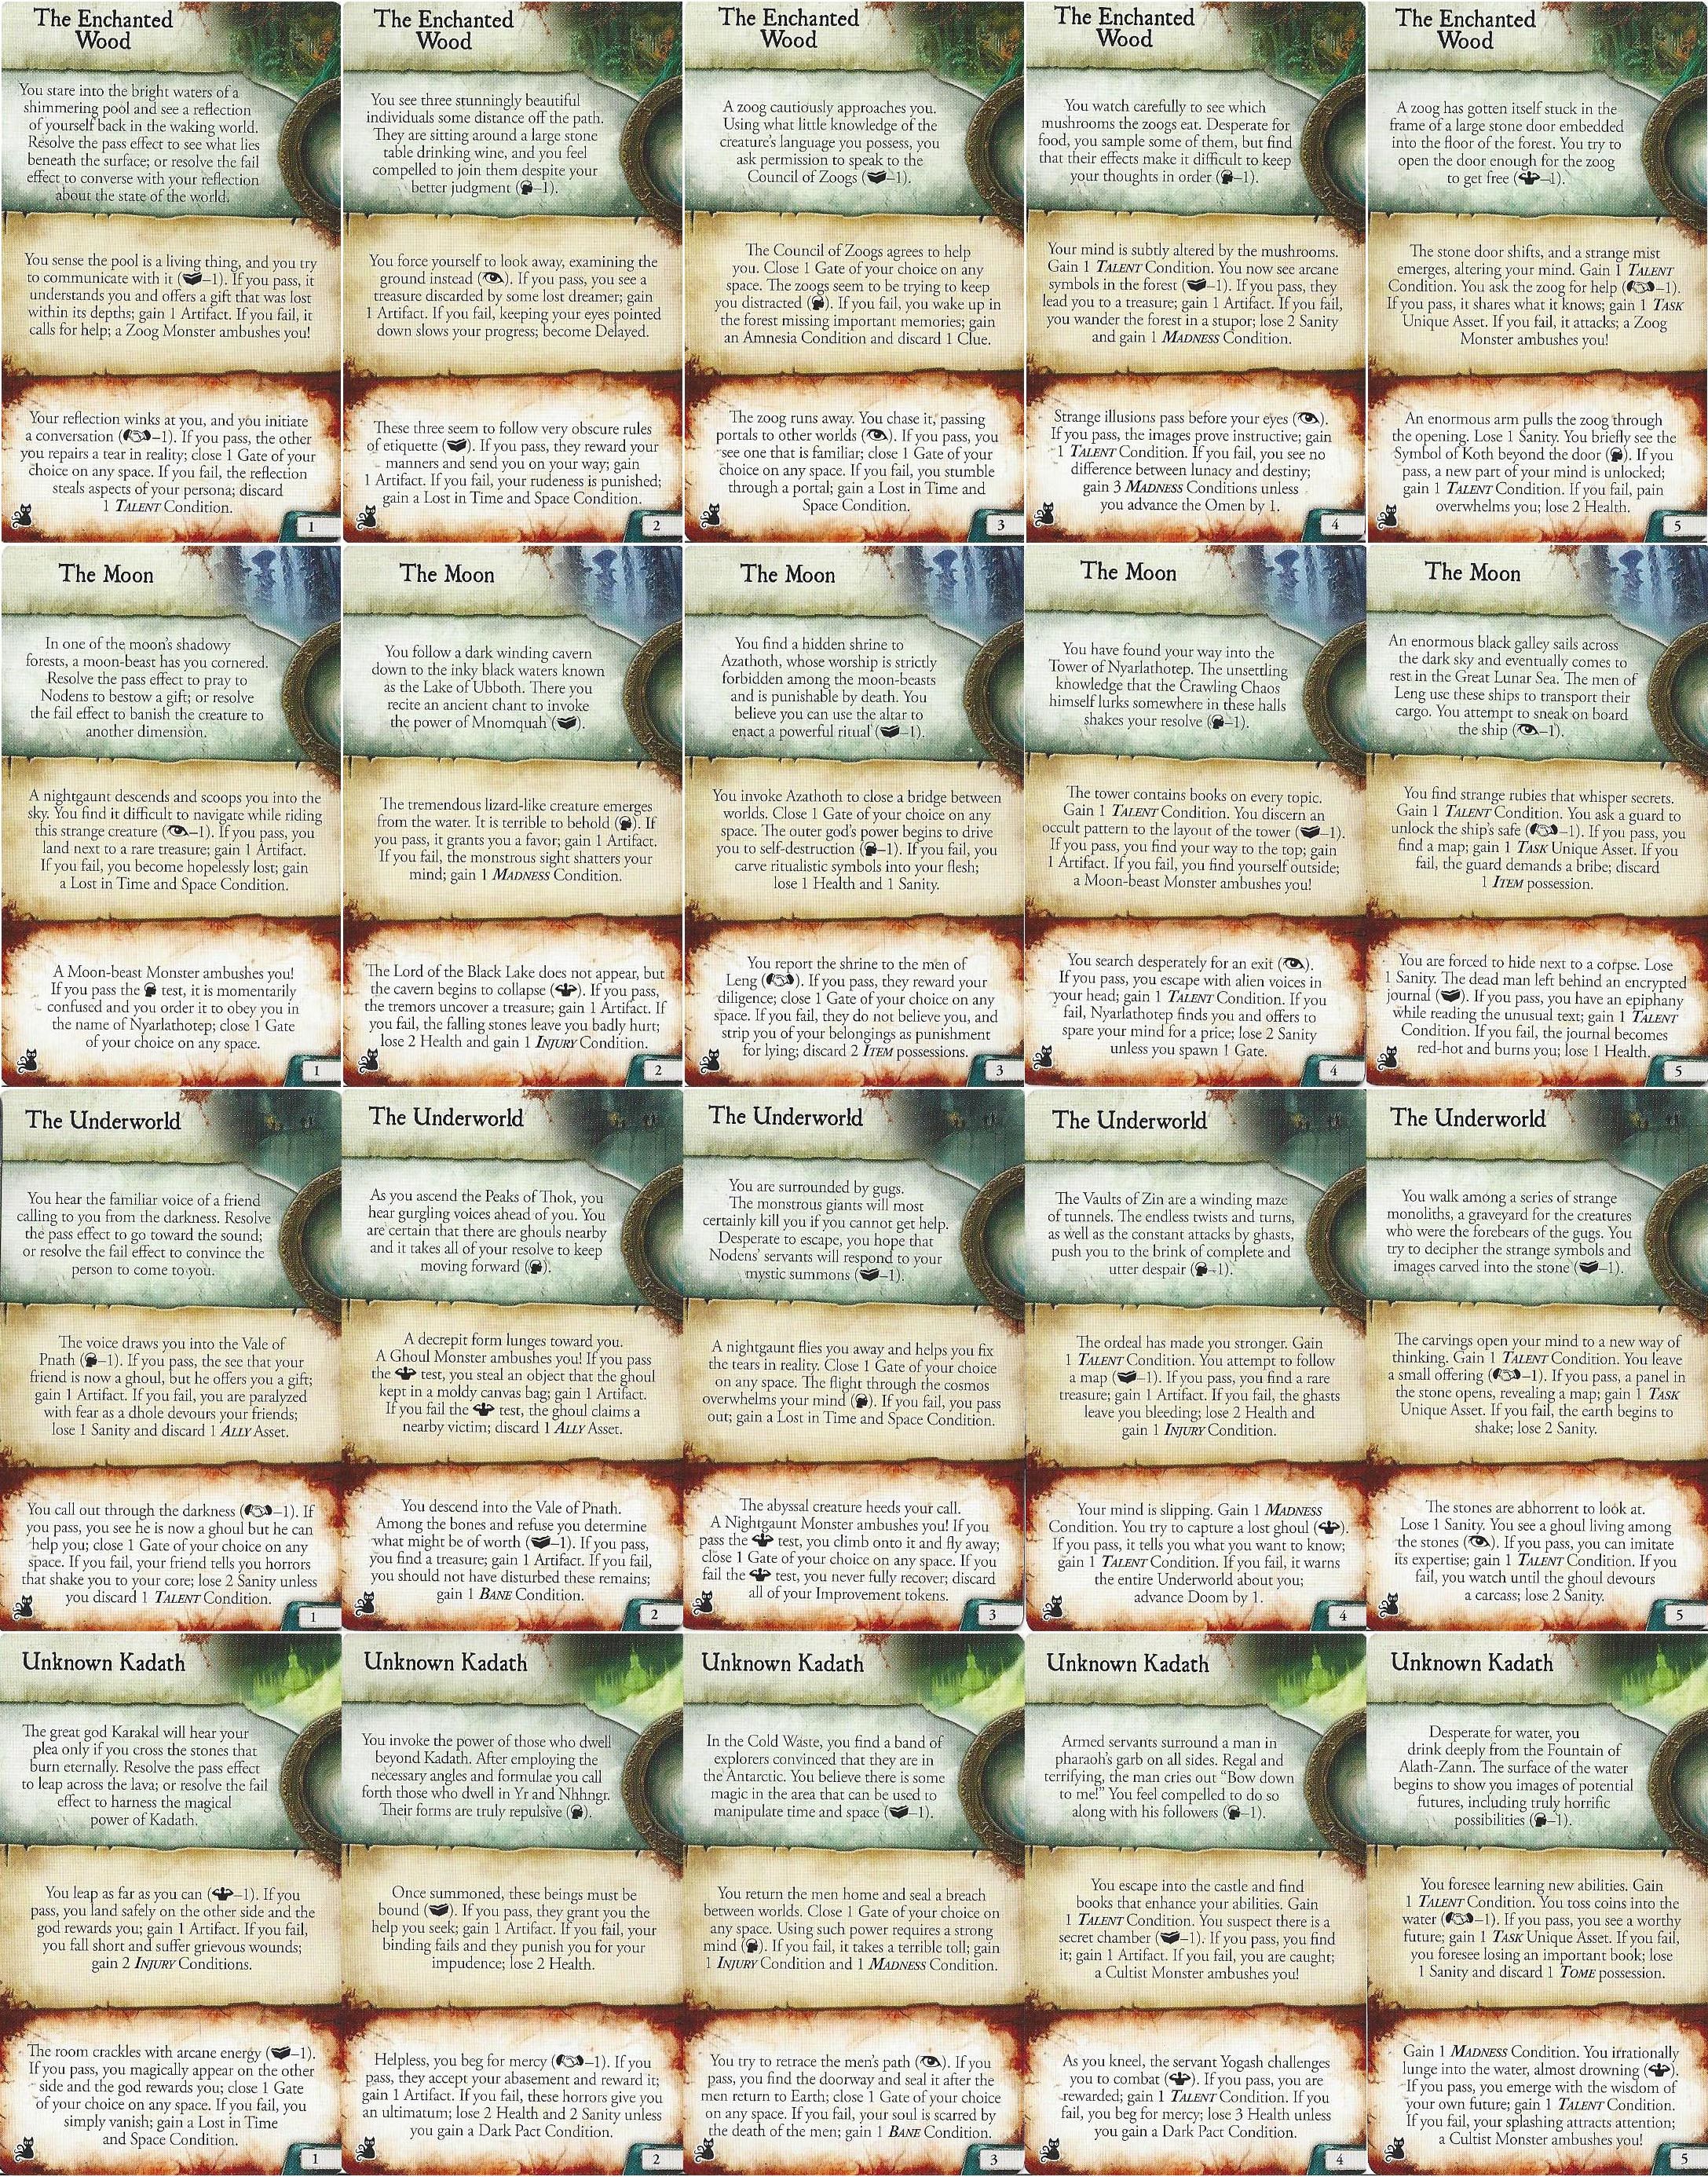 The Enchanted
Wood
You stare into the bright waters of a
shimmering pool and see a reflection
of yourself back in the waking world.
Resolve the pass effect to see what lies
beneath the surface; or resolve the fail
effect to converse with your reflection
about the state of the world.
You sense the pool is a living thing, and you try
to communicate with it (–1). If you pass, it
understands you and offers a gift that was lost
within its depths; gain 1 Artifact. If you fail, it
calls for help; a Zoog Monster ambushes you!
Your reflection winks at you, and you initiate
a conversation (–1). If you pass, the other
you repairs a tear in reality; close 1 Gate of your
choice on any space. If you fail, the reflection
steals aspects of your persona; discard
1 TALENT Condition.
1
The Enchanted
Wood
You see three stunningly beautiful
individuals some distance off the path.
They are sitting around a large stone
table drinking wine, and you feel
compelled to join them despite your
better judgment (–1).
You force yourself to look away, examining the
ground instead (). If you pass, you see a
treasure discarded by some lost dreamer; gain
1 Artifact. If you fail, keeping your eyes pointed
down slows your progress; become Delayed.
These three seem to follow very obscure rules
of etiquette (). If you pass, they reward your
manners and send you on your way; gain
1 Artifact. If you fail, your rudeness is punished;
gain a Lost in Time and Space Condition.
2
The Enchanted
Wood
A zoog cautiously approaches you.
Using what little knowledge of the
creature's language you possess, you
ask permission to speak to the
Council of Zoogs (–1).
The Council of Zoogs agrees to help
you. Close 1 Gate of your choice on any
space. The zoogs seem to be trying to keep
you distracted (). If you fail, you wake up in
the forest missing important memories; gain
an Amnesia Condition and discard 1 Clue.
The zoog runs away. You chase it, passing
portals to other worlds (). If you pass, you
see one that is familiar; close 1 Gate of your
choice on any space. If you fail, you stumble
through a portal; gain a Lost in Time and
Space Condition.
3
The Enchanted
Wood
You watch carefully to see which
mushrooms the zoogs eat. Desperate for
food, you sample some of them, but find
that their effects make it difficult to keep
your thoughts in order (–1).
Your mind is subtly altered by the mushrooms.
Gain 1 TALENT Condition. You now see arcane
symbols in the forest (–1). If you pass, they
lead you to a treasure; gain 1 Artifact. If you fail,
you wander the forest in a stupor; lose 2 Sanity
and gain 1 MADNESS Condition.
Strange illusions pass before your eyes ().
If you pass, the images prove instructive; gain
1 TALENT Condition. If you fail, you see no
difference between lunacy and destiny;
gain 3 MADNESS Conditions unless
you advance the Omen by 1.
4
The Enchanted
Wood
A zoog has gotten itself stuck in the
frame of a large stone door embedded
into the floor of the forest. You try to
open the door enough for the zoog
to get free (–1).
The stone door shifts, and a strange mist
emerges, altering your mind. Gain 1 TALENT
Condition. You ask the zoog for help (–1).
If you pass, it shares what it knows; gain 1 TASK
Unique Asset. If you fail, it attacks; a Zoog
Monster ambushes you!
An enormous arm pulls the zoog through
the opening. Lose 1 Sanity. You briefly see the
Symbol of Koth beyond the door (). If you
pass, a new part of your mind is unlocked;
gain 1 TALENT Condition. If you fail, pain
overwhelms you; lose 2 Health.
5
The Moon
In one of the moon's shadowy
forests, a moon-beast has you cornered.
Resolve the pass effect to pray to
Nodens to bestow a gift; or resolve
the fail effect to banish the creature to
another dimension.
A nightgaunt descends and scoops you into the
sky. You find it difficult to navigate while riding
this strange creature (–1). If you pass, you
land next to a rare treasure; gain 1 Artifact.
If you fail, you become hopelessly lost; gain
a Lost in Time and Space Condition.
A Moon-beast Monster ambushes you!
If you pass the test, it is momentarily
confused and you order it to obey you in
the name of Nyarlathotep; close 1 Gate
of your choice on any space.
1
The Moon
You follow a dark winding cavern
down to the inky black waters known
as the Lake of Ubboth. There you
recite an ancient chant to invoke
the power of Mnomquah ().
The tremendous lizard-like creature emerges
from the water. It is terrible to behold (). If
you pass, it grants you a favor; gain 1 Artifact.
If you fail, the monstrous sight shatters your
mind; gain 1 MADNESS Condition.
The Lord of the Black Lake does not appear, but
the cavern begins to collapse (). If you pass,
the tremors uncover a treasure; gain 1 Artifact. If
you fail, the falling stones leave you badly hurt;
lose 2 Health and gain 1 INJURY Condition.
2
The Moon
You find a hidden shrine to
Azathoth, whose worship is strictly
forbidden among the moon-beasts
and is punishable by death. You
believe you can use the altar to
enact a powerful ritual (–1).
You invoke Azathoth to close a bridge between
worlds. Close 1 Gate of your choice on any
space. The outer god's power begins to drive
you to self-destruction (–1). If you fail, you
carve ritualistic symbols into your flesh;
lose 1 Health and 1 Sanity.
You report the shrine to the men of
Leng (). If you pass, they reward your
diligence; close 1 Gate of your choice on any
space. If you fail, they do not believe you, and
strip you of your belongings as punishment
for lying; discard 2 ITEM possessions.
3
The Moon
You have found your way into the
Tower of Nyarlathotep. The unsettling
knowledge that the Crawling Chaos
himself lurks somewhere in these halls
shakes your resolve (–1).
The tower contains books on every topic.
Gain 1 TALENT Condition. You discern an
occult pattern to the layout of the tower (–1).
If you pass, you find your way to the top; gain
1 Artifact. If you fail, you find yourself outside;
a Moon-beast Monster ambushes you!
You search desperately for an exit ().
If you pass, you escape with alien voices in
your head; gain 1 TALENT Condition. If you
fail, Nyarlathotep finds you and offers to
spare your mind for a price; lose 2 Sanity
unless you spawn 1 Gate.
4
The Moon
An enormous black galley sails across
the dark sky and eventually comes to
rest in the Great Lunar Sea. The men of
Leng use these ships to transport their
cargo. You attempt to sneak on board
the ship (–1).
You find strange rubies that whisper secrets.
Gain 1 TALENT Condition. You ask a guard to
unlock the ship's safe (–1). If you pass, you
find a map; gain 1 TASK Unique Asset. If you
fail, the guard demands a bribe; discard
1 ITEM possession.
You are forced to hide next to a corpse. Lose
1 Sanity. The dead man left behind an encrypted
journal (). If you pass, you have an epiphany
while reading the unusual text; gain 1 TALENT
Condition. If you fail, the journal becomes
red-hot and burns you; lose 1 Health.
5
The Underworld
You hear the familiar voice of a friend
calling to you from the darkness. Resolve
the pass effect to go toward the sound;
or resolve the fail effect to convince the
person to come to you.
The voice draws you into the Vale of
Pnath (–1). If you pass, the see that your
friend is now a ghoul, but he offers you a gift;
gain 1 Artifact. If you fail, you are paralyzed
with fear as a dhole devours your friends;
lose 1 Sanity and discard 1 ALLY Asset.
You call out through the darkness (–1). If
you pass, you see he is now a ghoul but he can
help you; close 1 Gate of your choice on any
space. If you fail, your friend tells you horrors
that shake you to your core; lose 2 Sanity unless
you discard 1 TALENT Condition.
1
The Underworld
As you ascend the Peaks of Thok, you
hear gurgling voices ahead of you. You
are certain that there are ghouls nearby
and it takes all of your resolve to keep
moving forward ().
A decrepit form lunges toward you.
A Ghoul Monster ambushes you! If you pass
the test, you steal an object that the ghoul
kept in a moldy canvas bag; gain 1 Artifact.
If you fail the test, the ghoul claims a
nearby victim; discard 1 ALLY Asset.
You descend into the Vale of Pnath.
Among the bones and refuse you determine
what might be of worth (–1). If you pass,
you find a treasure; gain 1 Artifact. If you fail,
you should not have disturbed these remains;
gain 1 BANE Condition.
2
The Underworld
You are surrounded by gugs.
The monstrous giants will most
certainly kill you if you cannot get help.
Desperate to escape, you hope that
Nodens' servants will respond to your
mystic summons (–1).
A nightgaunt flies you away and helps you fix
the tears in reality. Close 1 Gate of your choice
on any space. The flight through the cosmos
overwhelms your mind (). If you fail, you pass
out; gain a Lost in Time and Space Condition.
The abyssal creature heeds your call.
A Nightgaunt Monster ambushes you! If you
pass the test, you climb onto it and fly away;
close 1 Gate of your choice on any space. If you
fail the test, you never fully recover; discard
all of your Improvement tokens.
3
The Underworld
The Vaults of Zin are a winding maze
of tunnels. The endless twists and turns,
as well as the constant attacks by ghasts,
push you to the brink of complete and
utter despair (–1).
The ordeal has made you stronger. Gain
1 TALENT Condition. You attempt to follow
a map (–1). If you pass, you find a rare
treasure; gain 1 Artifact. If you fail, the ghasts
leave you bleeding; lose 2 Health and
gain 1 INJURY Condition.
Your mind is slipping. Gain 1 MADNESS
Condition. You try to capture a lost ghoul ().
If you pass, it tells you what you want to know;
gain 1 TALENT Condition. If you fail, it warns
the entire Underworld about you;
advance Doom by 1.
4
The Underworld
You walk among a series of strange
monoliths, a graveyard for the creatures
who were the forebears of the gugs. You
try to decipher the strange symbols and
images carved into the stone (–1).
The carvings open your mind to a new way of
thinking. Gain 1 TALENT Condition. You leave
a small offering (–1). If you pass, a panel in
the stone opens, revealing a map; gain 1 TASK
Unique Asset. If you fail, the earth begins to
shake; lose 2 Sanity.
The stones are abhorrent to look at.
Lose 1 Sanity. You see a ghoul living among
the stones (). If you pass, you can imitate
its expertise; gain 1 TALENT Condition. If you
fail, you watch until the ghoul devours
a carcass; lose 2 Sanity.
5
Unknown Kadath
The great god Karakal will hear your
plea only if you cross the stones that
burn eternally. Resolve the pass effect
to leap across the lava; or resolve the fail
effect to harness the magical
power of Kadath.
You leap as far as you can (–1). If you
pass, you land safely on the other side and the
god rewards you; gain 1 Artifact. If you fail,
you fall short and suffer grievous wounds;
gain 2 INJURY Conditions.
The room crackles with arcane energy (–1).
If you pass, you magically appear on the other
side and the god rewards you; close 1 Gate
of your choice on any space. If you fail, you
simply vanish; gain a Lost in Time
and Space Condition.
1
Unknown Kadath
You invoke the power of those who dwell
beyond Kadath. After employing the
necessary angles and formulae you call
forth those who dwell in Yr and Nhhngr.
Their forms are truly repulsive ().
Once summoned, these beings must be
bound (). If you pass, they grant you the
help you seek; gain 1 Artifact. If you fail, your
binding fails and they punish you for your
impudence; lose 2 Health.
Helpless, you beg for mercy (–1). If you
pass, they accept your abasement and reward it;
gain 1 Artifact. If you fail, these horrors give you
an ultimatum; lose 2 Health and 2 Sanity unless
you gain a Dark Pact Condition.
2
Unknown Kadath
In the Cold Waste, you find a band of
explorers convinced that they are in
the Antarctic. You believe there is some
magic in the area that can be used to
manipulate time and space (–1).
You return the men home and seal a breach
between worlds. Close 1 Gate of your choice on
any space. Using such power requires a strong
mind (). If you fail, it takes a terrible toll; gain
1 INJURY Condition and 1 MADNESS Condition.
You try to retrace the men's path (). If you
pass, you find the doorway and seal it after the
men return to Earth; close 1 Gate of your choice
on any space. If you fail, your soul is scarred by
the death of the men; gain 1 BANE Condition.
3
Unknown Kadath
Armed servants surround a man in
pharaoh's garb on all sides. Regal and
terrifying, the man cries out "Bow down
to me!" You feel compelled to do so
along with his followers (–1).
You escape into the castle and find
books that enhance your abilities. Gain
1 TALENT Condition. You suspect there is a
secret chamber (–1). If you pass, you find
it; gain 1 Artifact. If you fail, you are caught;
a Cultist Monster ambushes you!
As you kneel, the servant Yogash challenges
you to combat (). If you pass, you are
rewarded; gain 1 TALENT Condition. If you
fail, you beg for mercy; lose 3 Health unless
you gain a Dark Pact Condition.
4
Unknown Kadath
Desperate for water, you
drink deeply from the Fountain of
Alath-Zann. The surface of the water
begins to show you images of potential
futures, including truly horrific
possibilities (–1).
You foresee learning new abilities. Gain
1 TALENT Condition. You toss coins into the
water (–1). If you pass, you see a worthy
future; gain 1 TASK Unique Asset. If you fail,
you foresee losing an important book; lose
1 Sanity and discard 1 TOME possession.
Gain 1 MADNESS Condition. You irrationally
lunge into the water, almost drowning ().
If you pass, you emerge with the wisdom of
your own future; gain 1 TALENT Condition.
If you fail, your splashing attracts attention;
a Cultist Monster ambushes you!
5